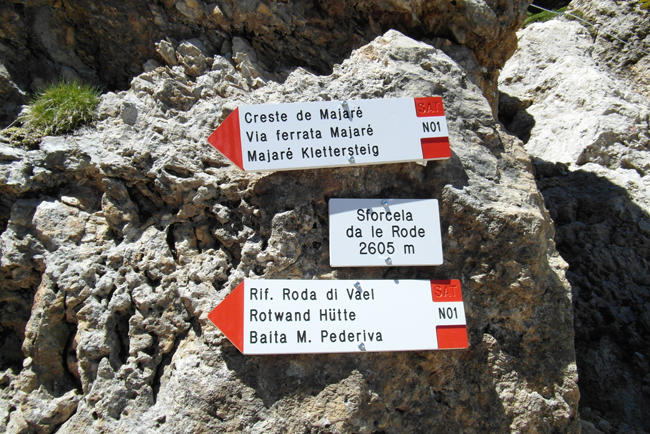 Creste de Majaré SAT
Via ferrata Majaré N01
Majaré Klettersteig
Sforcela
da le Rode
2605 m
Rif. Roda di Vael SAT
Rotwand Hütte N01
Baita M. Pederiva